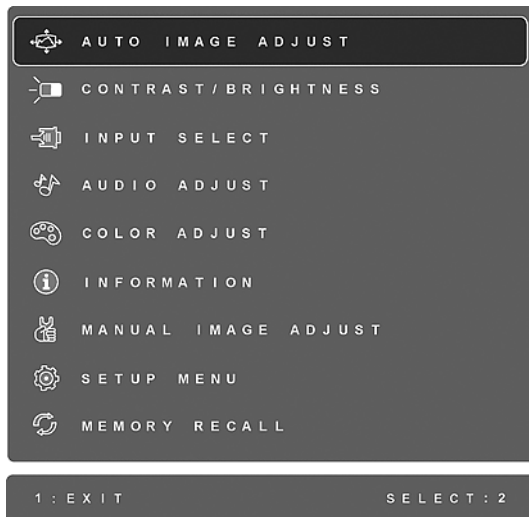 AUTO IMAGE ADJUST
CONTRAST/BRIGHTNESS
INPUT SELECT
AUDIO ADJUST
COLOR ADJUST
INFORMATION
MANUAL IMAGE ADJUST
SETUP MENU
MEMORY RECALL
1:EXIT SELECT:2